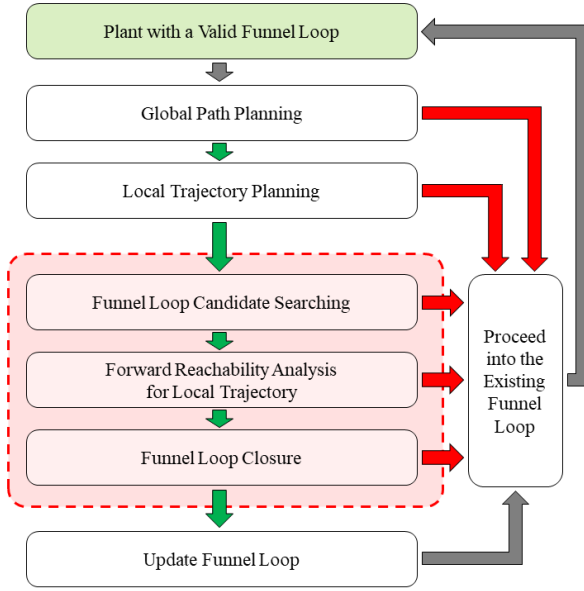 Plant with a Valid Funnel Loop
Global Path Planning
Local Trajectory Planning
Funnel Loop Candidate Searching
Forward Reachability Analysis
for Local Trajectory
Funnel Loop Closure
Update Funnel Loop
Proceed
into the
Existing
Funnel
Loop